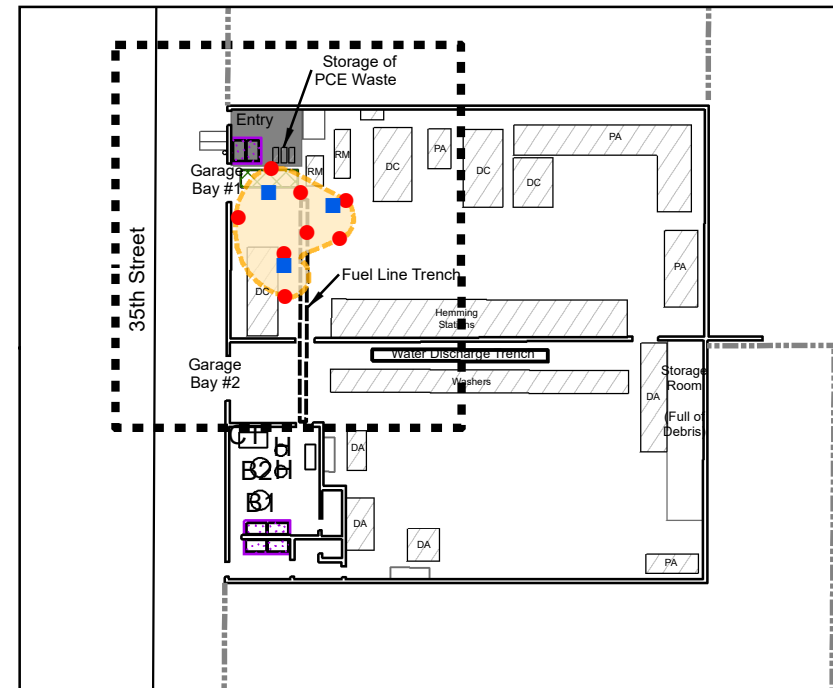 Storage of
PCE Waste
Entry
PA
RM
DC
PA
DC
DC
RM
Garage
Bay #1
35th Street
PA
Fuel Line Trench
DC
Hemming
Stations
Water Discharge Trench
Garage
Bay #2
Washers
Storage
Room
(Full of
Debris)
DA
CT
H
DA
B2
H
B1
DA
DA
PA